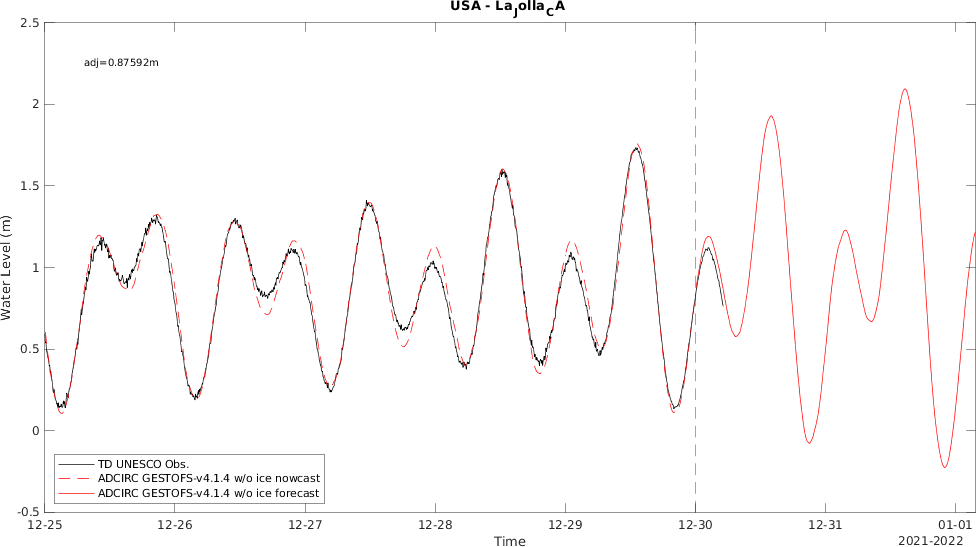 USA - La_Jolla_CA
2.5
adj=0.87592m
2
1.5
1
0.5
0
-0.5
Water Level (m)
TD UNESCO Obs.
ADCIRC GESTOFS-v4.1.4 w/o ice nowcast
ADCIRC GESTOFS-v4.1.4 w/o ice forecast
12-25 12-26 12-27 12-28 12-29 12-30 12-31 01-01
Time
2021-2022